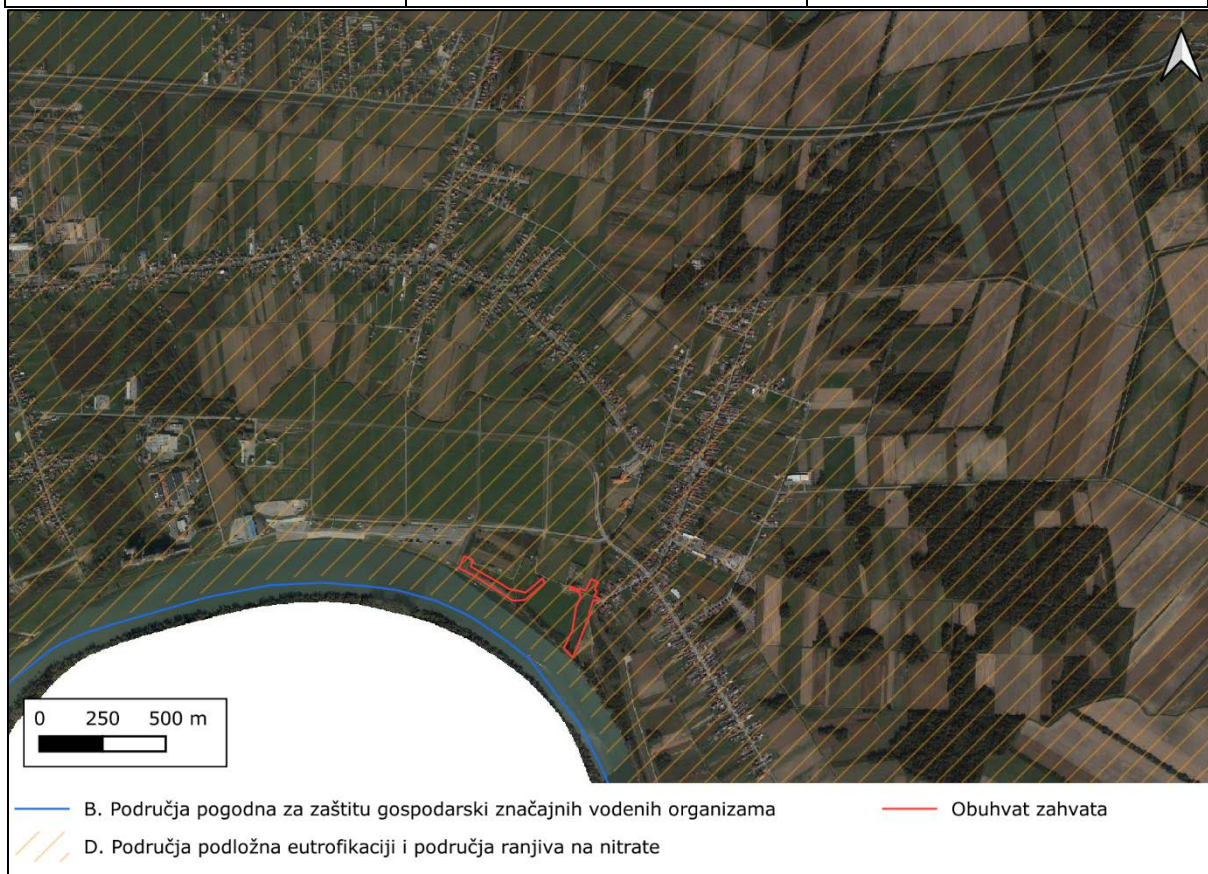 0 250 500 m
B. Područja pogodna za zaštitu gospodarski značajnih vodenih organizama
Obuhvat zahvata
D. Područja podložna eutrofikaciji i područja ranjiva na nitrate